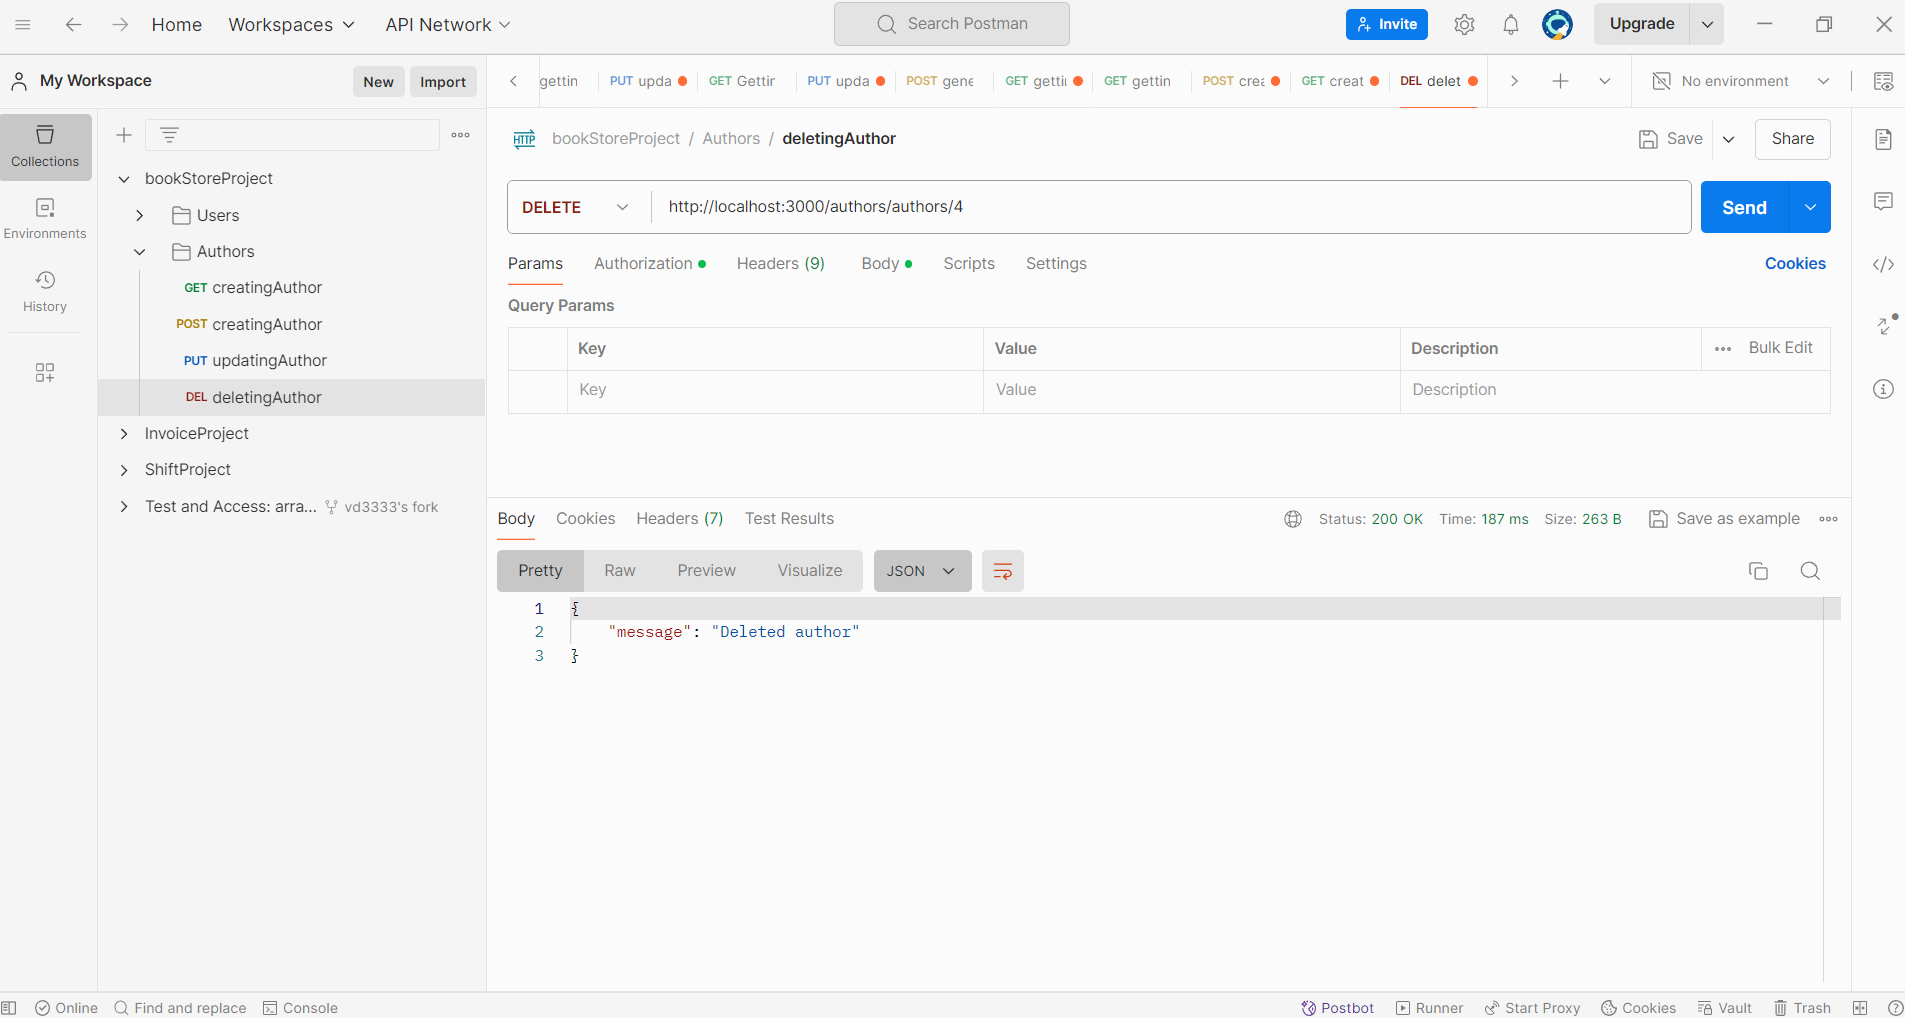 Home Workspaces API Network Search Postman Invite Upgrade
My Workspace New Import gettin PUT upda GET Gettir PUT upda POST gene GET gettii GET gettin POST crea GET creat DEL delet No environment
Collections
Environments
History
bookStoreProject
Users
Authors
GET creatingAuthor
POST creatingAuthor
PUT updatingAuthor
DEL deletingAuthor
InvoiceProject
ShiftProject
Test and Access: arra... vd3333's fork
HTTP bookStoreProject / Authors / deletingAuthor Save Share
DELETE http://localhost:3000/authors/authors/4 Send
Params Authorization Headers (9) Body Scripts Settings Cookies
Query Params
Key Value Description Bulk Edit
Key Value Description
Body Cookies Headers (7) Test Results Status: 200 OK Time: 187 ms Size: 263 B Save as example
Pretty Raw Preview Visualize JSON
1 {
2 "message": "Deleted author"
3 }
Online Find and replace Console Postbot Runner Start Proxy Cookies Vault Trash